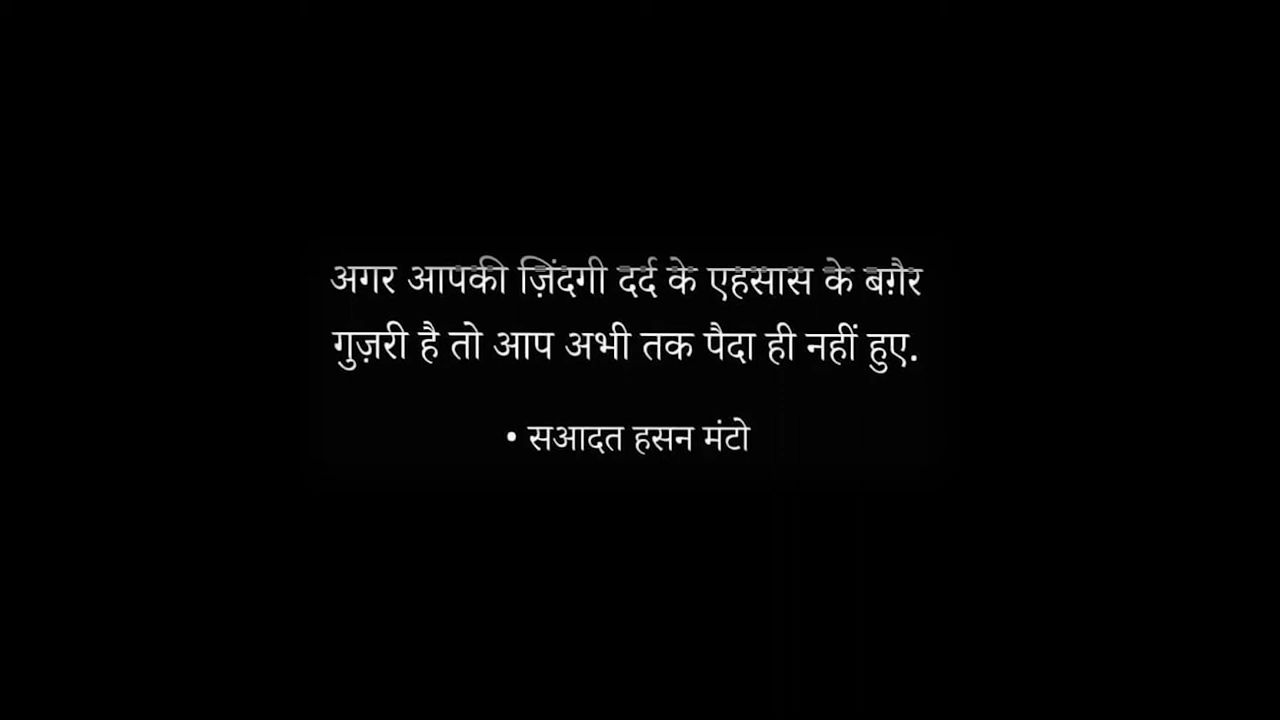 अगर आपकी ज़िंदगी दर्द के एहसास के बग़ैर
गुज़री है तो आप अभी तक पैदा ही नहीं हुए.
• सआदत हसन मंटो